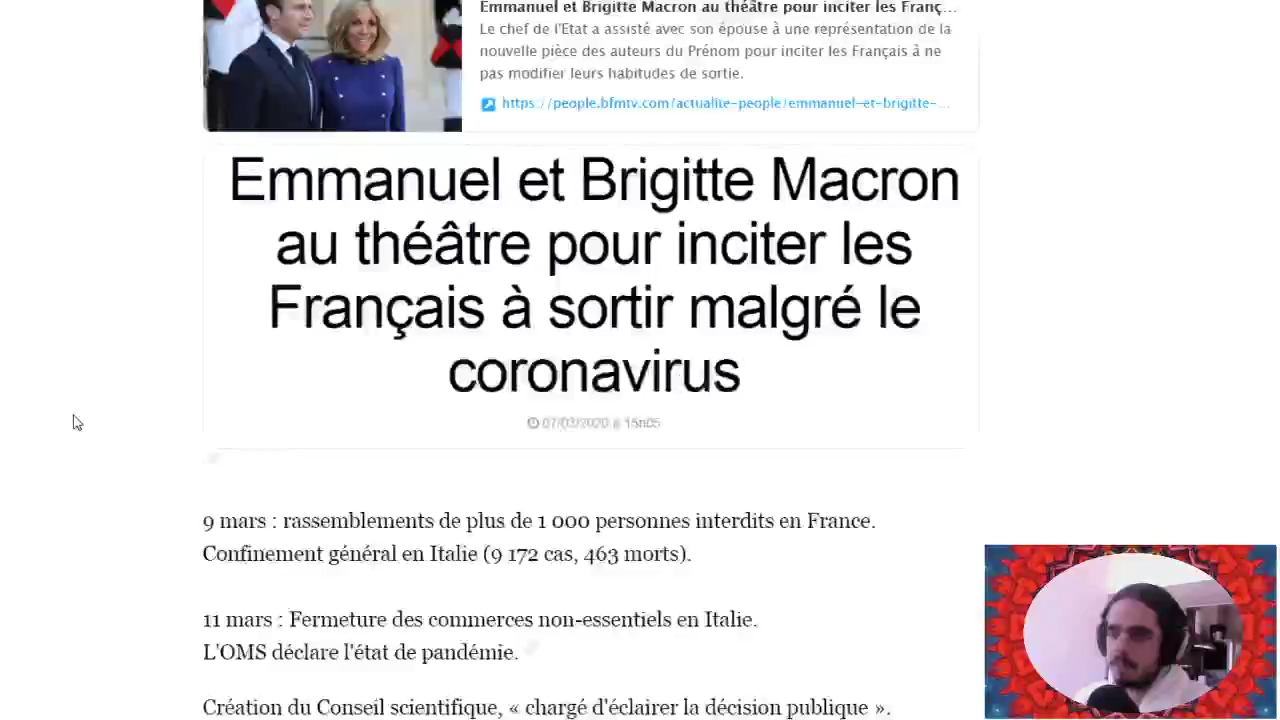 Emmanuel et Brigitte Macron au théâtre pour inciter les Franç...
Le chef de l'Etat a assisté avec son épouse à une représentation de la
nouvelle pièce des auteurs du Prénom pour inciter les Français à ne
pas modifier leurs habitudes de sortie.
https://people.bfmtv.com/actualite-people/emmanuel-et-brigitte-...
Emmanuel et Brigitte Macron
au théâtre pour inciter les
Français à sortir malgré le
coronavirus
07/03/2020 à 15h05
9 mars : rassemblements de plus de 1 000 personnes interdits en France.
Confinement général en Italie (9 172 cas, 463 morts).
11 mars : Fermeture des commerces non-essentiels en Italie.
L'OMS déclare l'état de pandémie.
Création du Conseil scientifique, « chargé d'éclairer la décision publique ».